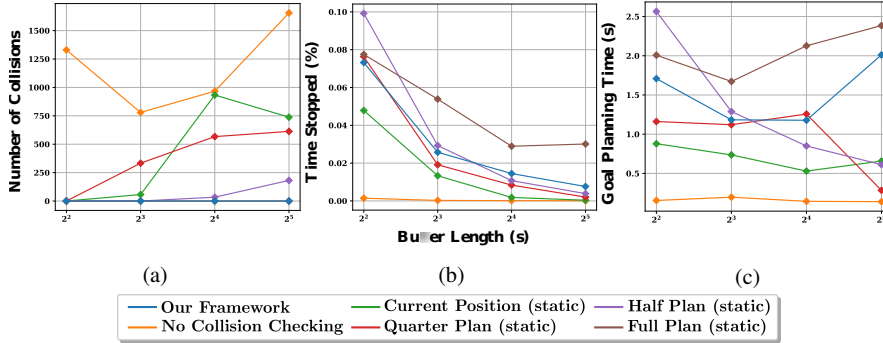 Number of Collisions
1500
1250
1000
750
500
250
0
2²
2³
2⁴
2⁵
Time Stopped (%)
0.10
0.08
0.06
0.04
0.02
0.00
2²
2³
2⁴
2⁵
Goal Planning Time (s)
2.5
2.0
1.5
1.0
0.5
2²
2³
2⁴
2⁵
Length (s)
(a)
(b)
(c)
Our Framework
No Collision Checking
Current Position (static)
Quarter Plan (static)
Half Plan (static)
Full Plan (static)